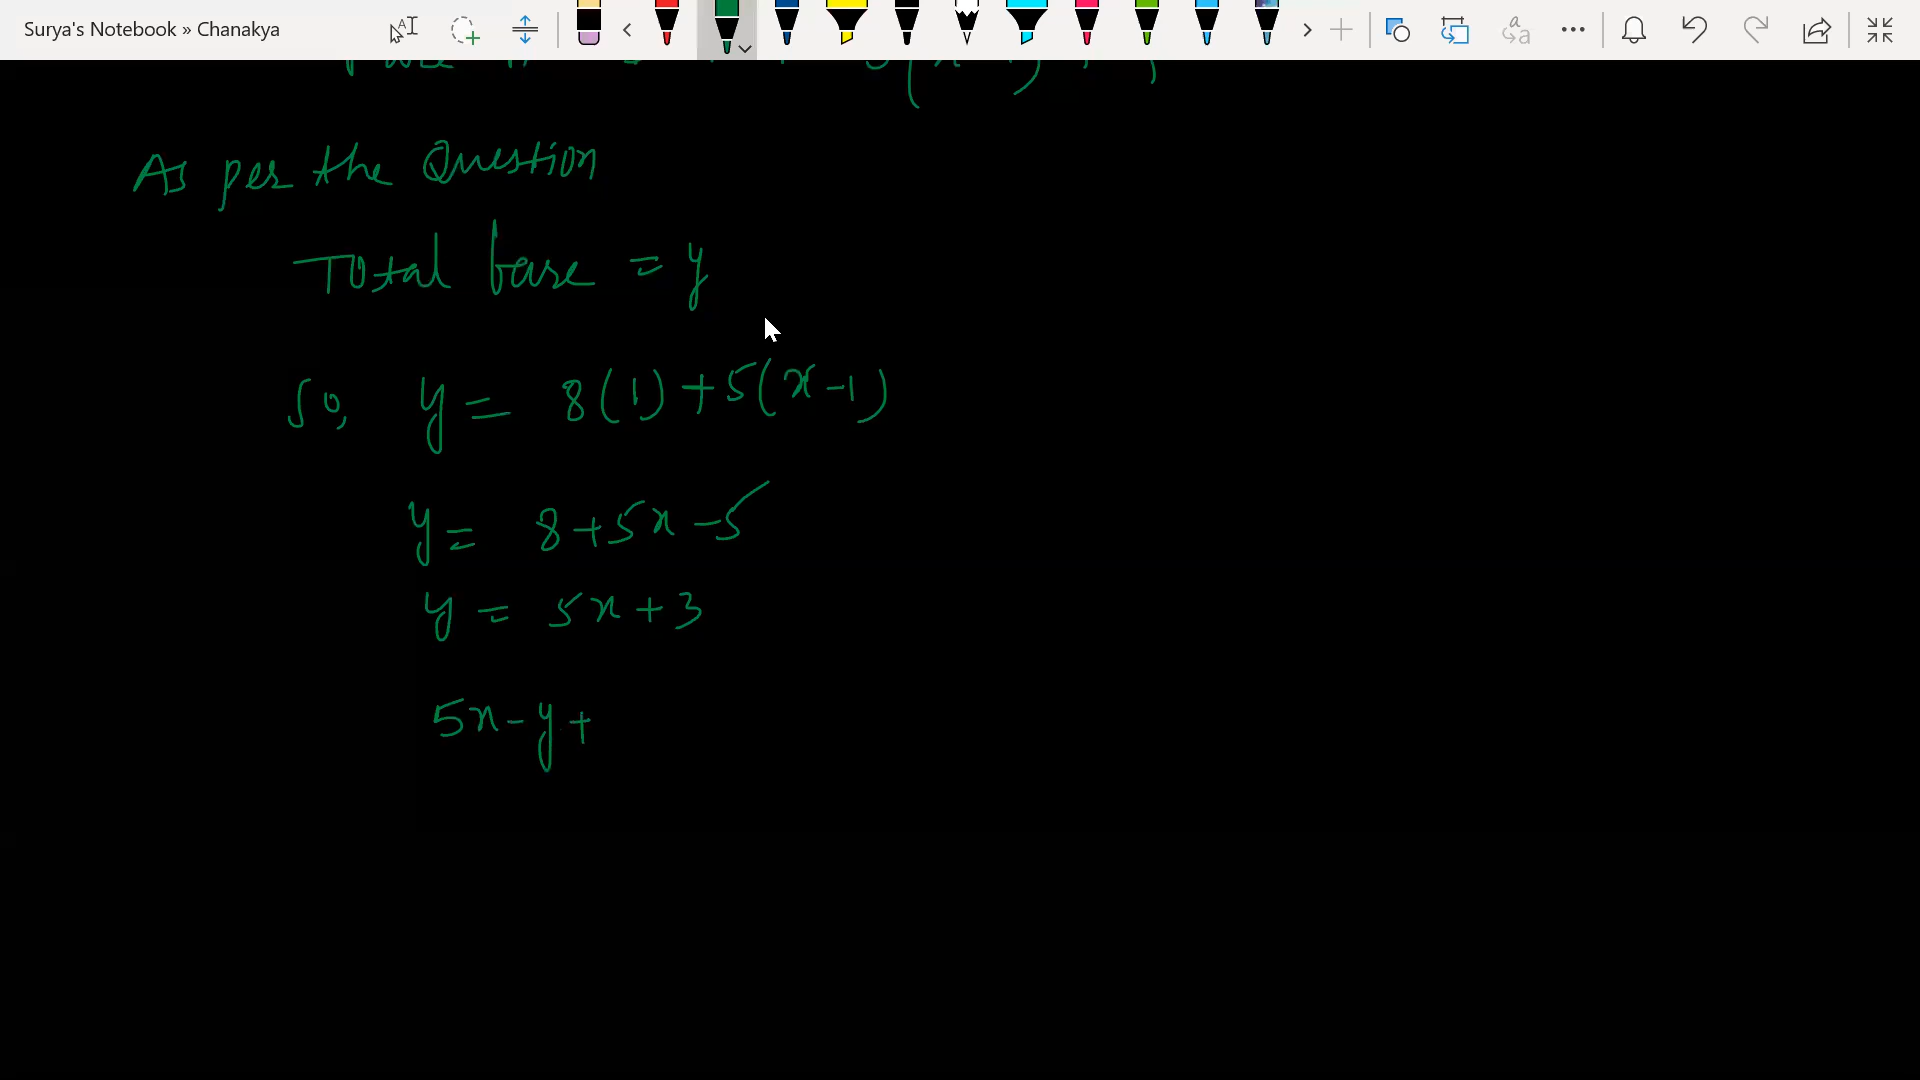 Surya's Notebook » Chanakya
As per the Question
Total fare = y
So, y = 8(1) + 5(x-1)
y = 8+5x-5
y = 5x+3
5x-y+